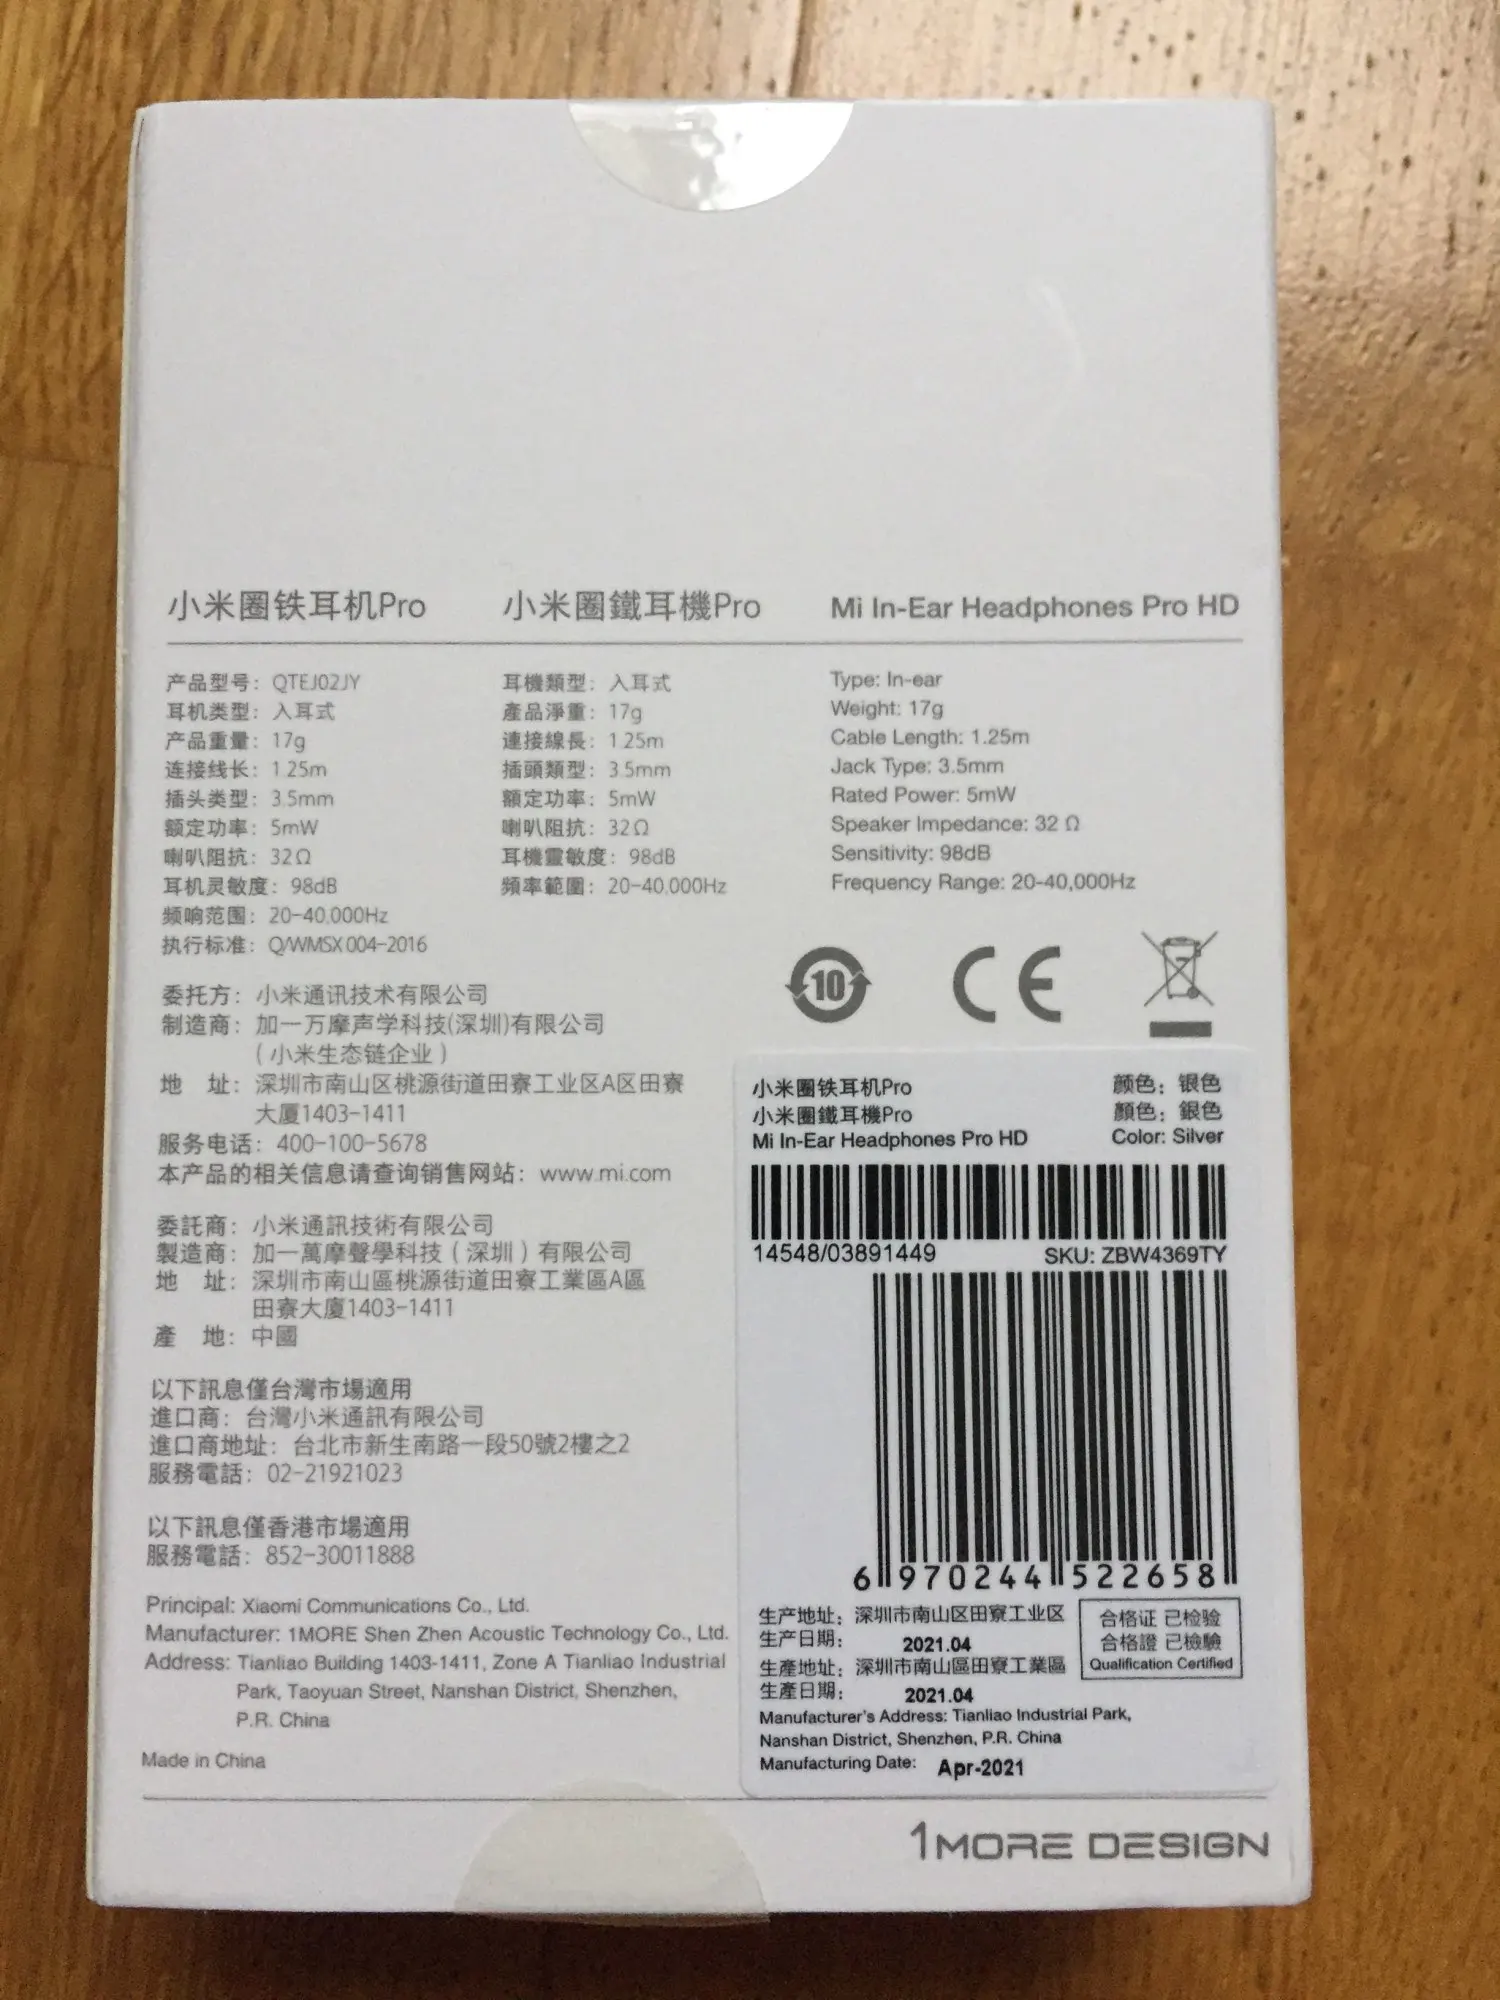 小米圈铁耳机Pro
小米圈鐵耳機Pro
Mi In-Ear Headphones Pro HD
产品型号：QTEJ02JY
耳机类型：入耳式
产品重量：17g
连接线长：1.25m
插头类型：3.5mm
额定功率：5mW
喇叭阻抗：32Ω
耳机灵敏度：98dB
频响范围：20-40,000Hz
执行标准：Q/WMSX 004-2016
耳機類型：入耳式
產品淨重：17g
連接線長：1.25m
插頭類型：3.5mm
額定功率：5mW
喇叭阻抗：32Ω
耳機靈敏度：98dB
頻率範圍：20-40,000Hz
Type: In-ear
Weight: 17g
Cable Length: 1.25m
Jack Type: 3.5mm
Rated Power: 5mW
Speaker Impedance: 32 Ω
Sensitivity: 98dB
Frequency Range: 20-40,000Hz
10
CE
委托方：小米通讯技术有限公司
制造商：加一万摩声学科技(深圳)有限公司
（小米生态链企业）
地　址：深圳市南山区桃源街道田寮工业区A区田寮
大厦1403-1411
服务电话：400-100-5678
本产品的相关信息请查询销售网站：www.mi.com
委託商：小米通訊技術有限公司
製造商：加一萬摩聲學科技（深圳）有限公司
地　址：深圳市南山區桃源街道田寮工業區A區
田寮大廈1403-1411
產　地：中國
以下訊息僅台灣市場適用
進口商：台灣小米通訊有限公司
進口商地址：台北市新生南路一段50號2樓之2
服務電話：02-21921023
以下訊息僅香港市場適用
服務電話：852-30011888
Principal: Xiaomi Communications Co., Ltd.
Manufacturer: 1MORE Shen Zhen Acoustic Technology Co., Ltd.
Address: Tianliao Building 1403-1411, Zone A Tianliao Industrial
Park, Taoyuan Street, Nanshan District, Shenzhen,
P.R. China
Made in China
小米圈铁耳机Pro 颜色：银色
小米圈鐵耳機Pro 顏色：銀色
Mi In-Ear Headphones Pro HD Color: Silver
14548/03891449 SKU: ZBW4369TY
6 970244 522658
生产地址：深圳市南山区田寮工业区
生产日期： 2021.04
生產地址：深圳市南山區田寮工業區
生產日期： 2021.04
合格证 已检验
合格證 已檢驗
Qualification Certified
Manufacturer's Address: Tianliao Industrial Park,
Nanshan District, Shenzhen, P.R. China
Manufacturing Date: Apr-2021
1MORE DESIGN